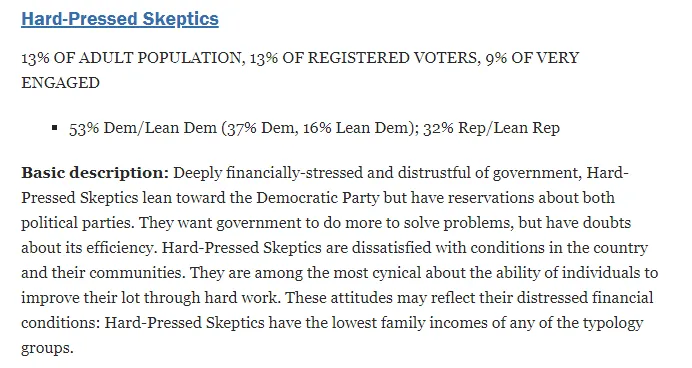 Hard-Pressed Skeptics
13% OF ADULT POPULATION, 13% OF REGISTERED VOTERS, 9% OF VERY
ENGAGED
▪ 53% Dem/Lean Dem (37% Dem, 16% Lean Dem); 32% Rep/Lean Rep
Basic description: Deeply financially-stressed and distrustful of government, Hard-
Pressed Skeptics lean toward the Democratic Party but have reservations about both
political parties. They want government to do more to solve problems, but have doubts
about its efficiency. Hard-Pressed Skeptics are dissatisfied with conditions in the country
and their communities. They are among the most cynical about the ability of individuals to
improve their lot through hard work. These attitudes may reflect their distressed financial
conditions: Hard-Pressed Skeptics have the lowest family incomes of any of the typology
groups.